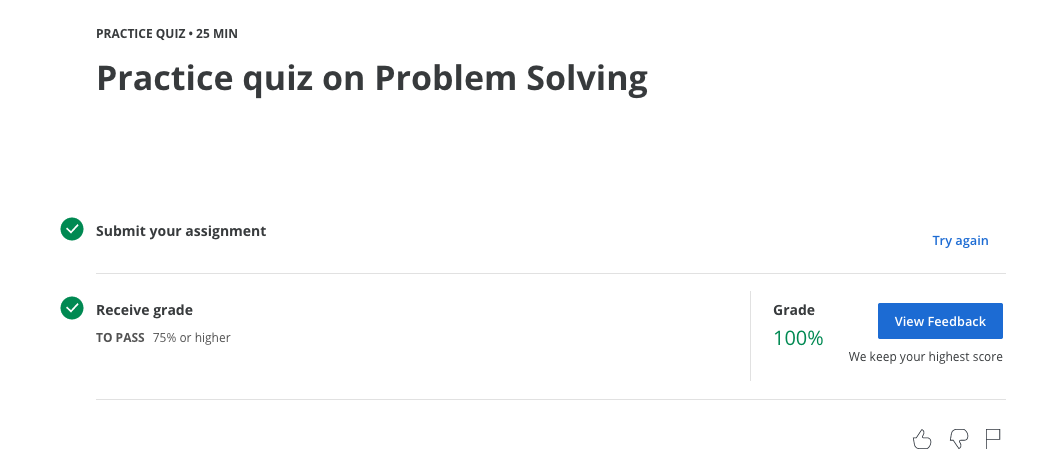 PRACTICE QUIZ • 25 MIN
Practice quiz on Problem Solving
Submit your assignment
Try again
Receive grade
TO PASS 75% or higher
Grade
100%
View Feedback
We keep your highest score